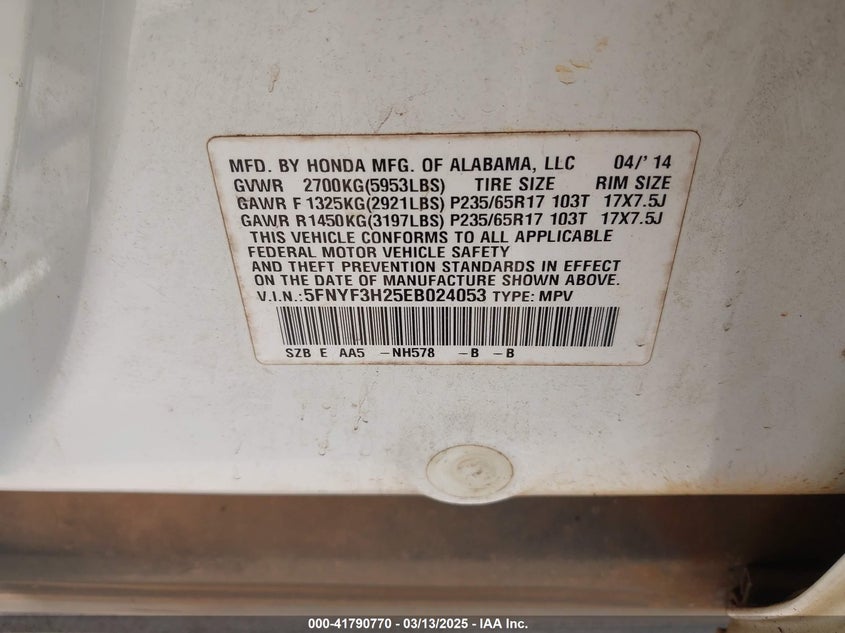 MFD. BY HONDA MFG. OF ALABAMA, LLC 04/' 14
GVWR 2700KG(5953LBS) TIRE SIZE RIM SIZE
GAWR F 1325KG(2921LBS) P235/65R17 103T 17X7.5J
GAWR R1450KG(3197LBS) P235/65R17 103T 17X7.5J
THIS VEHICLE CONFORMS TO ALL APPLICABLE
FEDERAL MOTOR VEHICLE SAFETY
AND THEFT PREVENTION STANDARDS IN EFFECT
ON THE DATE OF MANUFACTURE SHOWN ABOVE.
V.I.N.:5FNYF3H25EB024053 TYPE: MPV
SZB E AA5 -NH578 -B -B
000-41790770 - 03/13/2025 - IAA Inc.